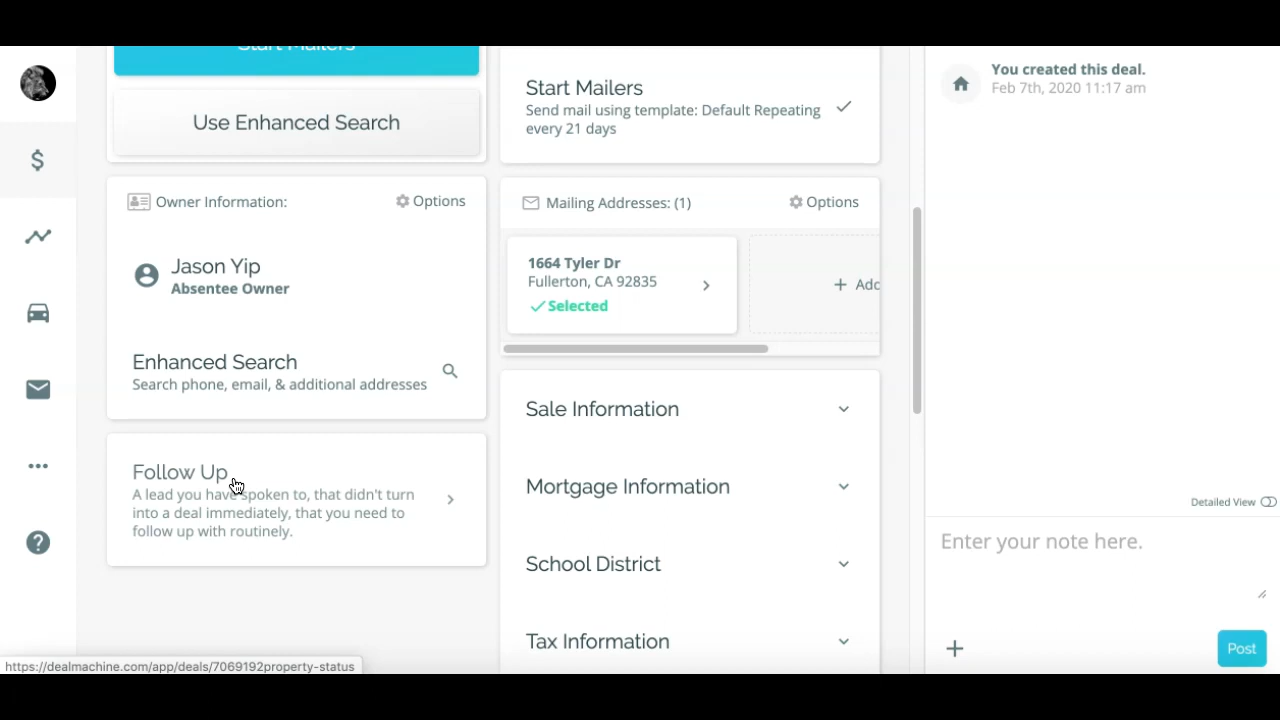 Start Mailers
Use Enhanced Search
Owner Information:
Options
Jason Yip
Absentee Owner
Enhanced Search
Search phone, email, & additional addresses
Follow Up
A lead you have spoken to, that didn't turn
into a deal immediately, that you need to
follow up with routinely.
Start Mailers
Send mail using template: Default Repeating
every 21 days
Mailing Addresses: (1)
Options
1664 Tyler Dr
Fullerton, CA 92835
Selected
+ Add
Sale Information
Mortgage Information
School District
Tax Information
You created this deal.
Feb 7th, 2020 11:17 am
Detailed View
Enter your note here.
Post
https://dealmachine.com/app/deals/7069192property-status